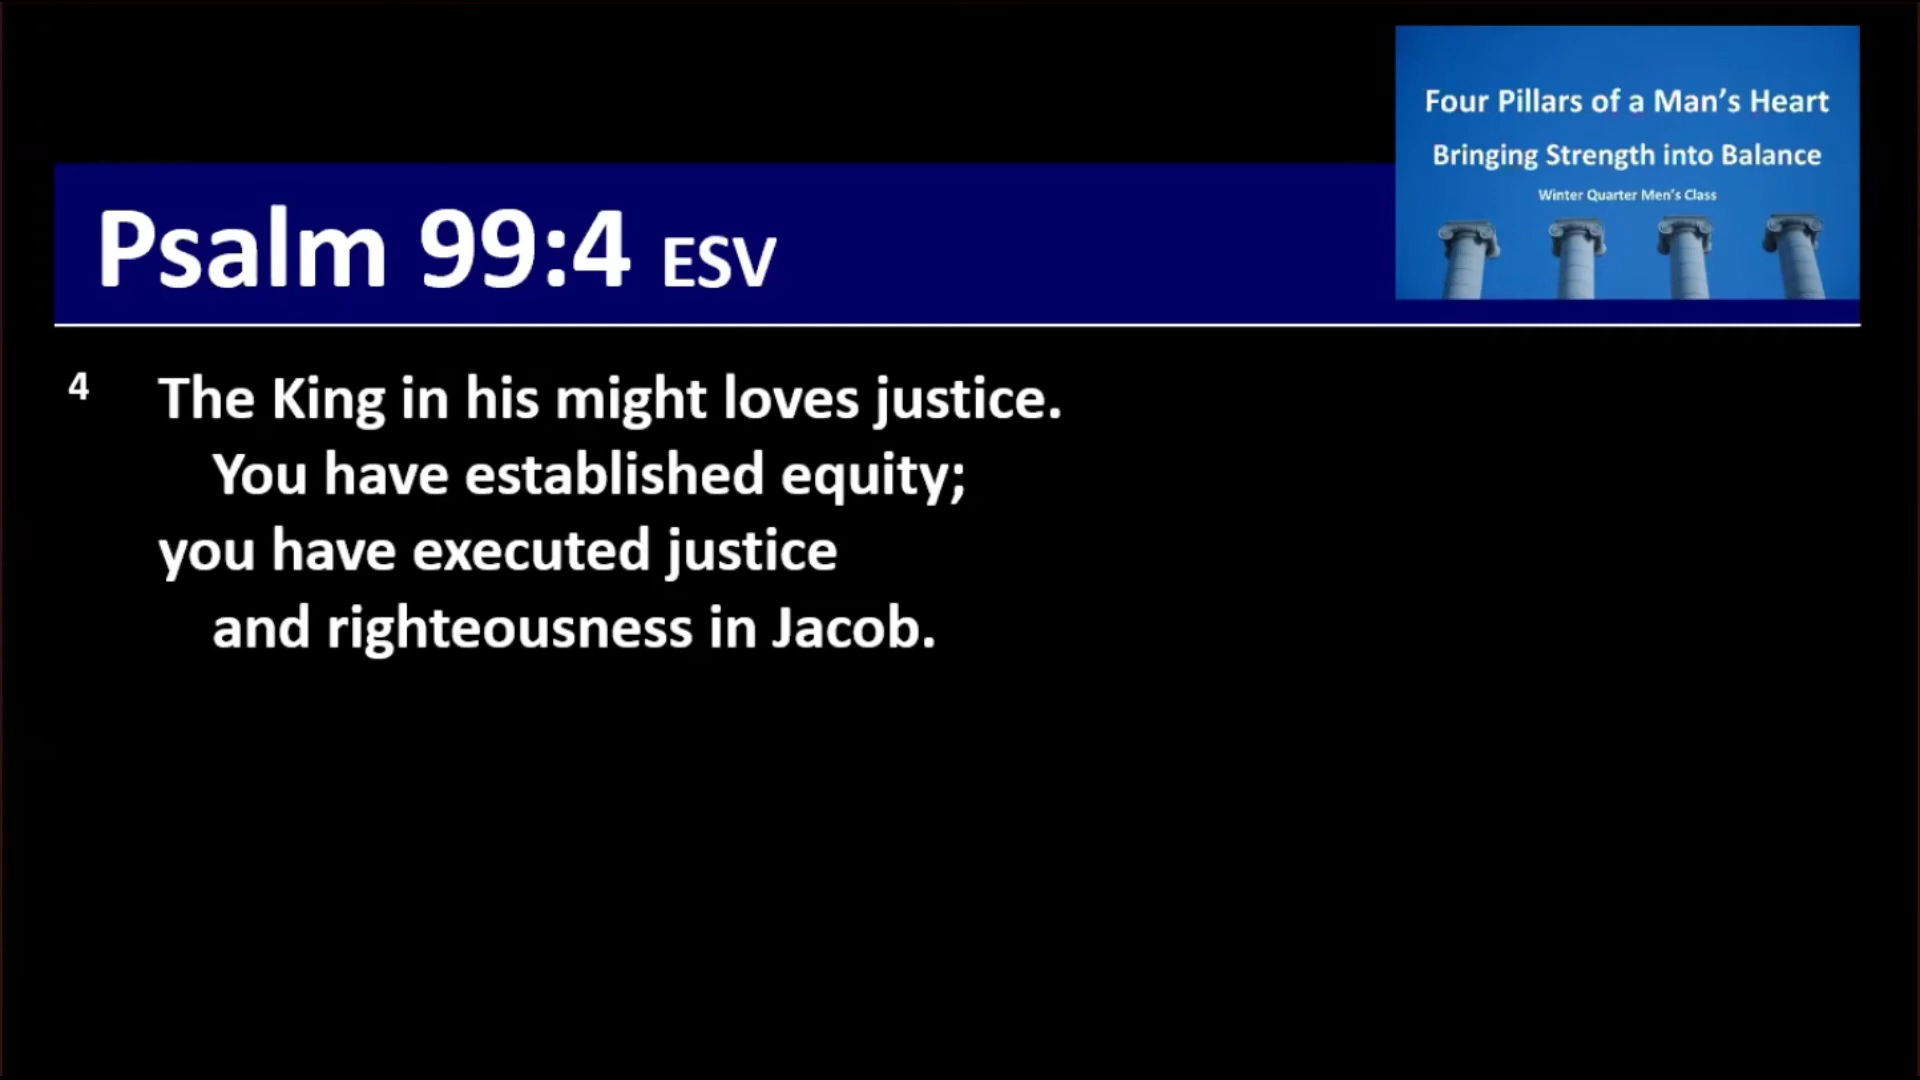 Four Pillars of a Man's Heart
Bringing Strength into Balance
Winter Quarter Men's Class
Psalm 99:4 ESV
4 The King in his might loves justice.
You have established equity;
you have executed justice
and righteousness in Jacob.